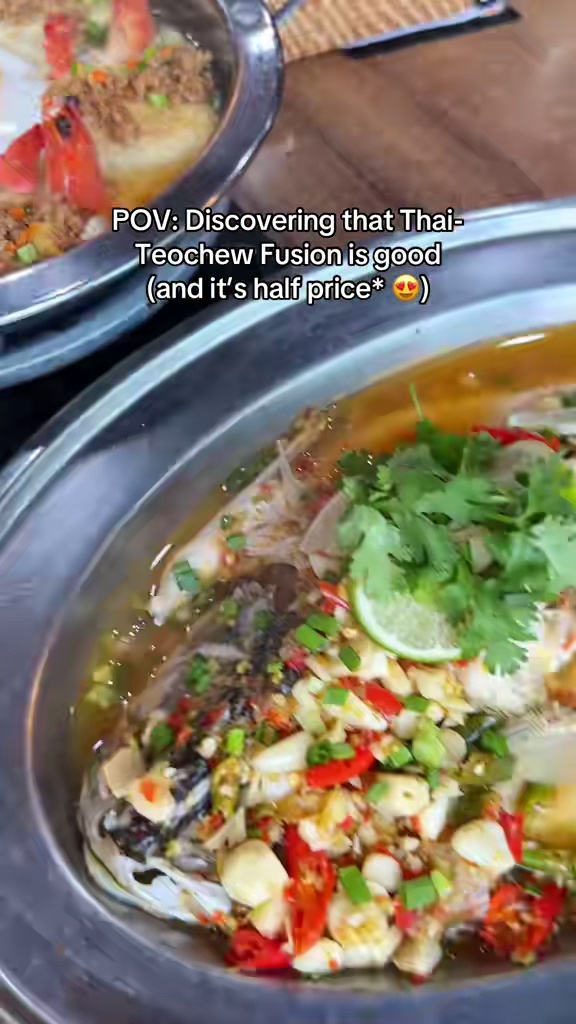 POV: Discovering that Thai-
Teochew Fusion is good
(and it's half price* 😍)